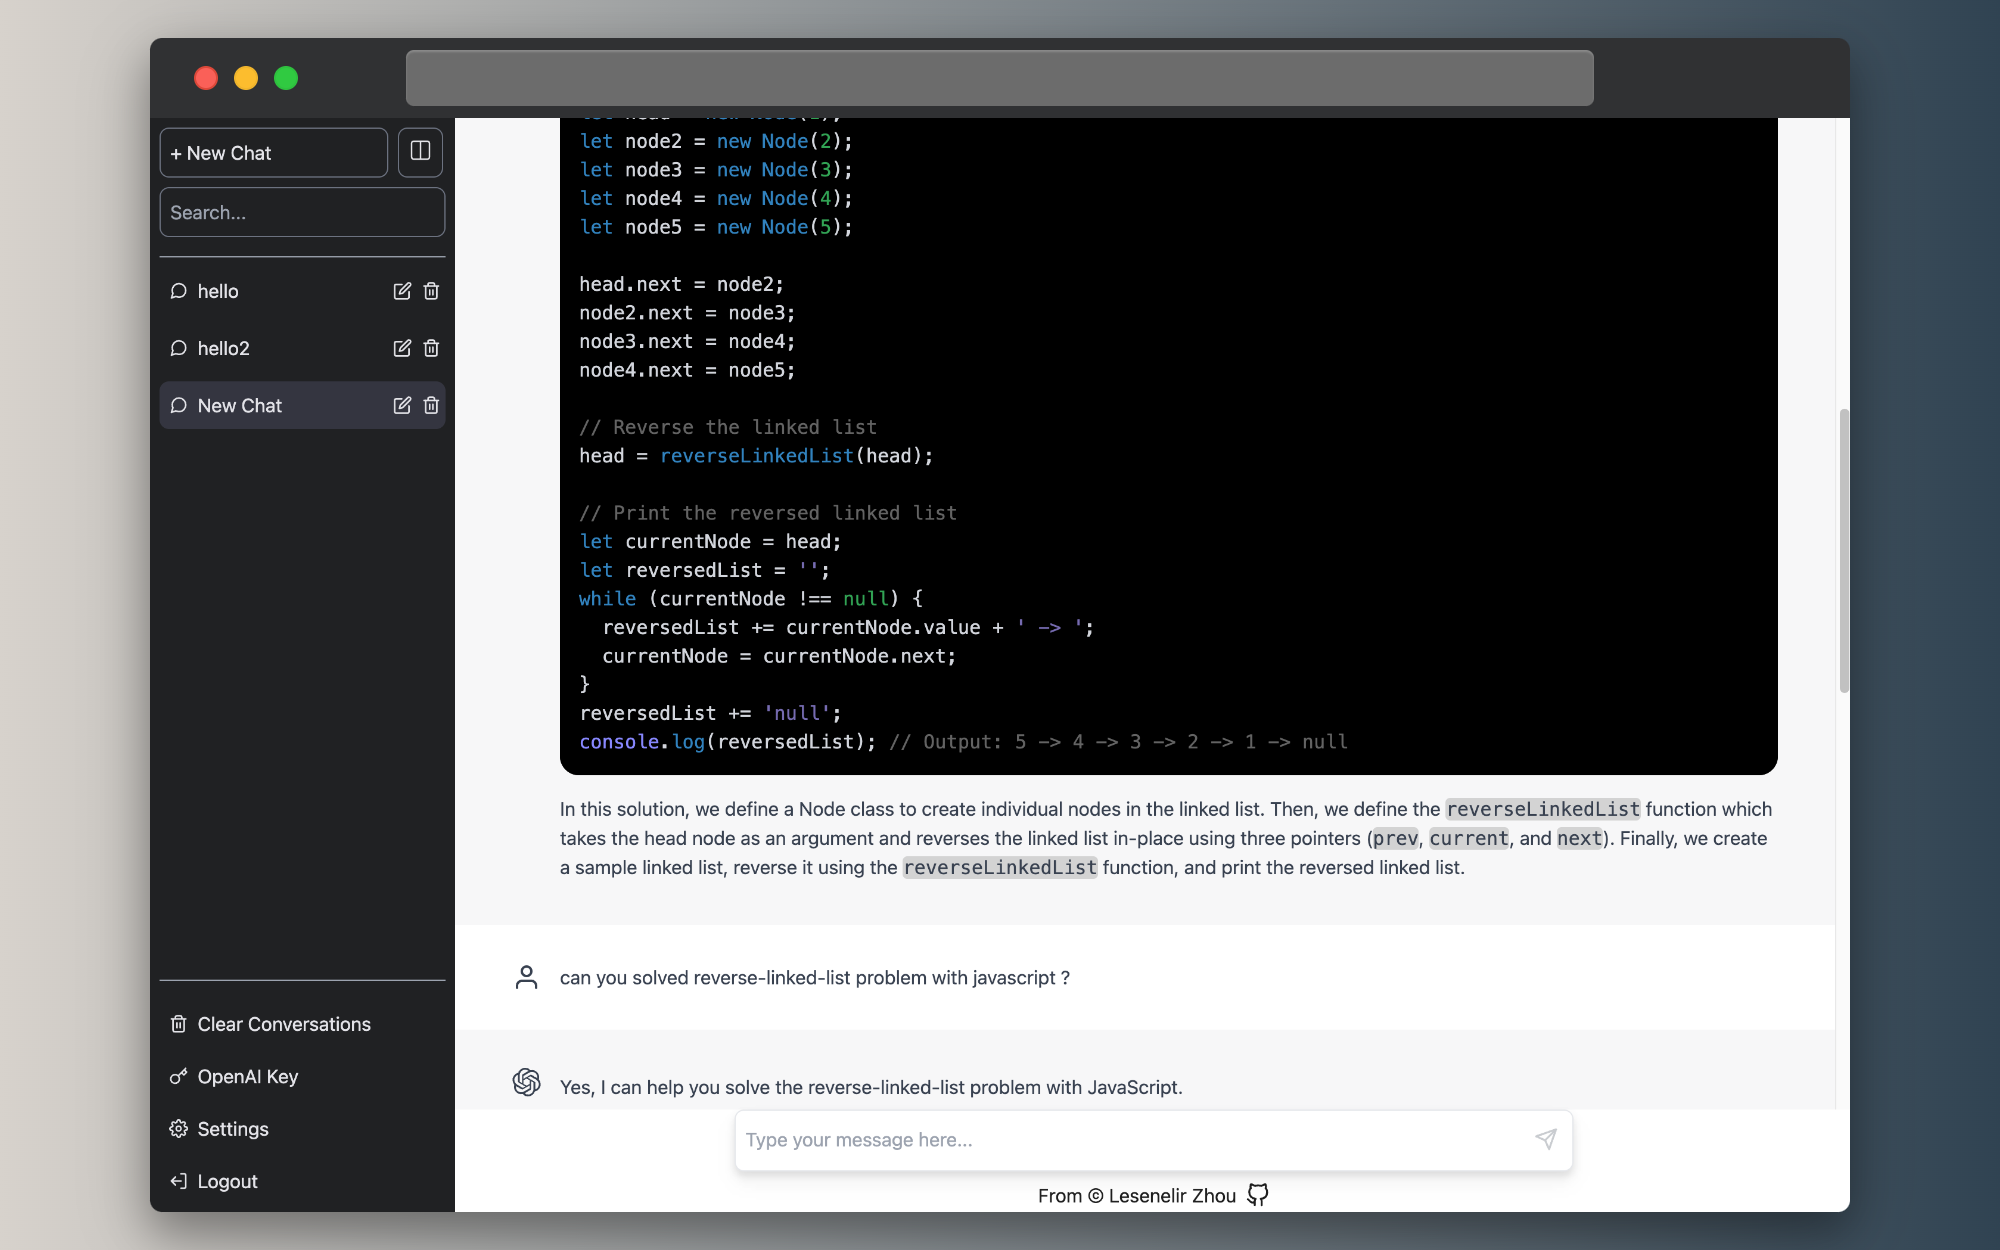 + New Chat
Search...
hello
hello2
New Chat
Clear Conversations
OpenAI Key
Settings
Logout
let node2 = new Node(2);
let node3 = new Node(3);
let node4 = new Node(4);
let node5 = new Node(5);
head.next = node2;
node2.next = node3;
node3.next = node4;
node4.next = node5;
// Reverse the linked list
head = reverseLinkedList(head);
// Print the reversed linked list
let currentNode = head;
let reversedList = '';
while (currentNode !== null) {
  reversedList += currentNode.value + ' -> ';
  currentNode = currentNode.next;
}
reversedList += 'null';
console.log(reversedList); // Output: 5 -> 4 -> 3 -> 2 -> 1 -> null
In this solution, we define a Node class to create individual nodes in the linked list. Then, we define the reverseLinkedList function which
takes the head node as an argument and reverses the linked list in-place using three pointers (prev, current, and next). Finally, we create
a sample linked list, reverse it using the reverseLinkedList function, and print the reversed linked list.
can you solved reverse-linked-list problem with javascript ?
Yes, I can help you solve the reverse-linked-list problem with JavaScript.
Type your message here...
From © Lesenelir Zhou